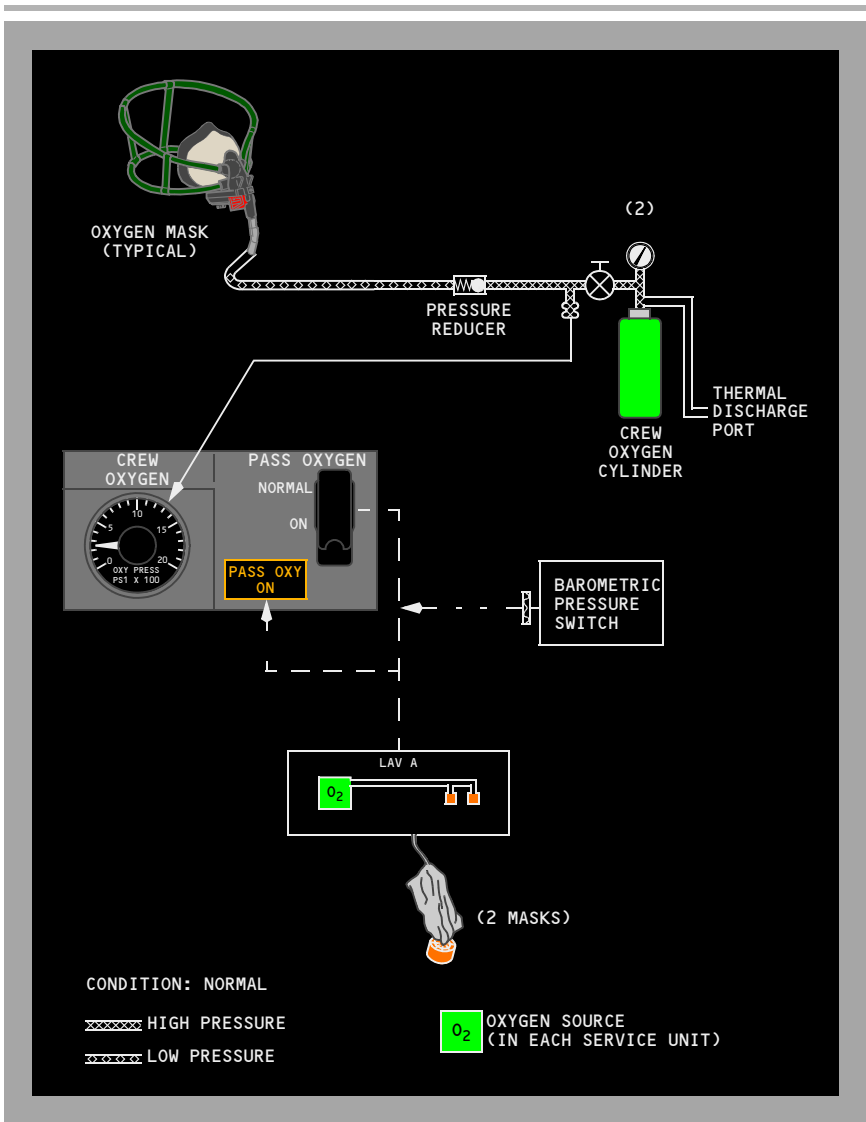 (2)
OXYGEN MASK
(TYPICAL)
PRESSURE
REDUCER
THERMAL
DISCHARGE
PORT
CREW
OXYGEN
CYLINDER
CREW
OXYGEN
PASS OXYGEN
NORMAL
ON
0
5
10
15
20
OXY PRESS
PS1 X 100
PASS OXY
ON
BAROMETRIC
PRESSURE
SWITCH
LAV A
O2
(2 MASKS)
CONDITION: NORMAL
HIGH PRESSURE
LOW PRESSURE
O2
OXYGEN SOURCE
(IN EACH SERVICE UNIT)